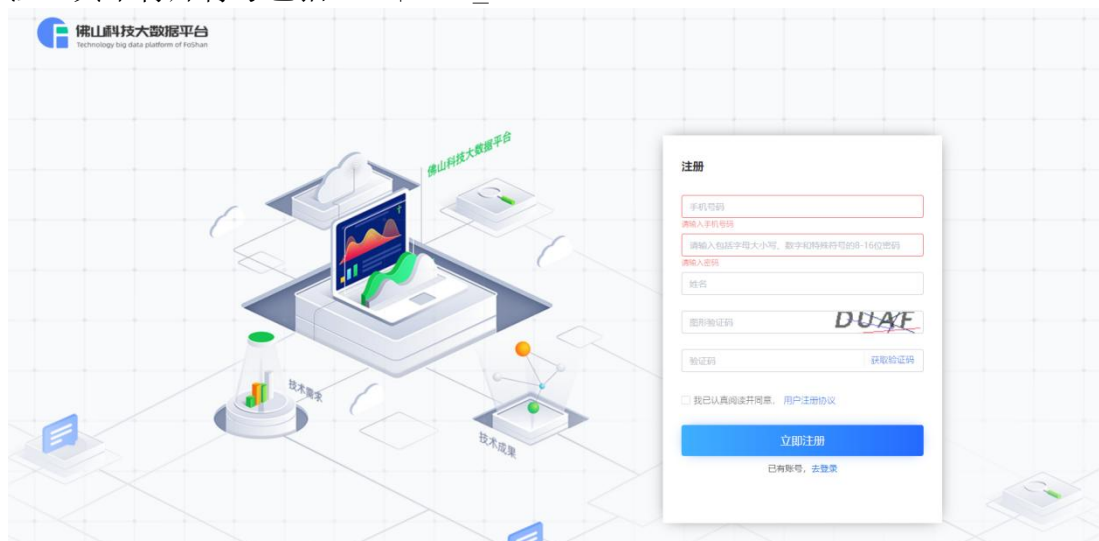 佛山科技大数据平台
Technology big data platform of FoShan
佛山科技大数据平台
技术需求
技术成果
注册
手机号码
请输入手机号码
请输入包括字母大小写，数字和特殊符号的8-16位密码
请输入密码
姓名
图形验证码 DUAF
验证码 获取验证码
我已认真阅读并同意， 用户注册协议
立即注册
已有账号，去登录